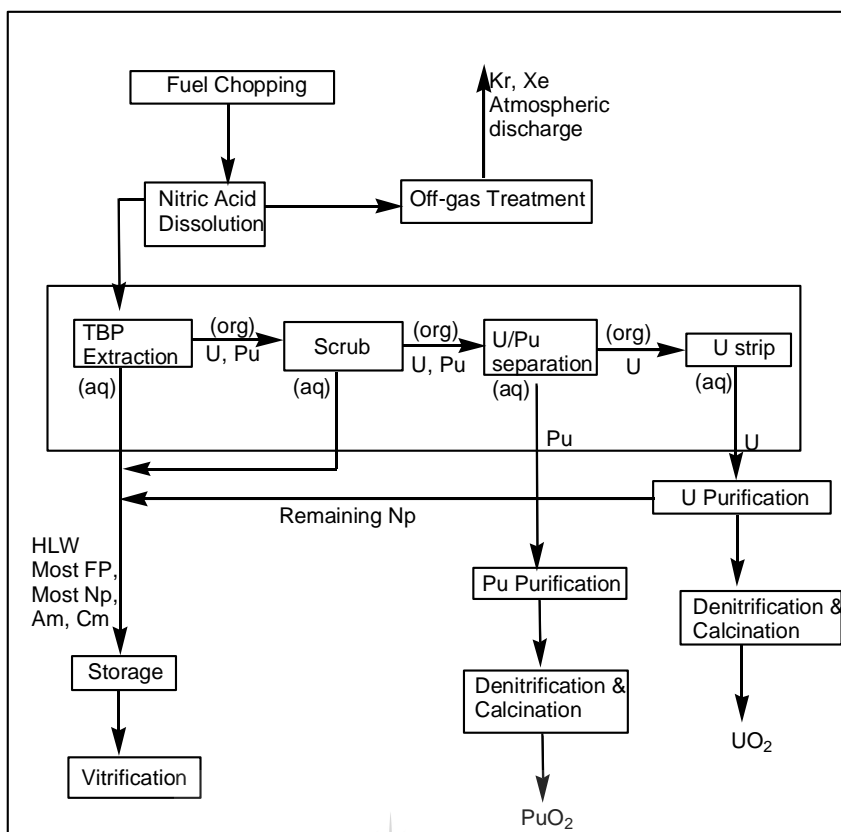 Fuel Chopping
Kr, Xe
Atmospheric
discharge
Nitric Acid
Dissolution
Off-gas Treatment
TBP
Extraction
(org)
U, Pu
Scrub
(org)
U, Pu
U/Pu
separation
(org)
U
U strip
(aq)
(aq)
(aq)
(aq)
Pu
U
U Purification
Remaining Np
HLW
Most FP,
Most Np,
Am, Cm
Pu Purification
Denitrification &
Calcination
Storage
Denitrification &
Calcination
Vitrification
UO₂
PuO₂